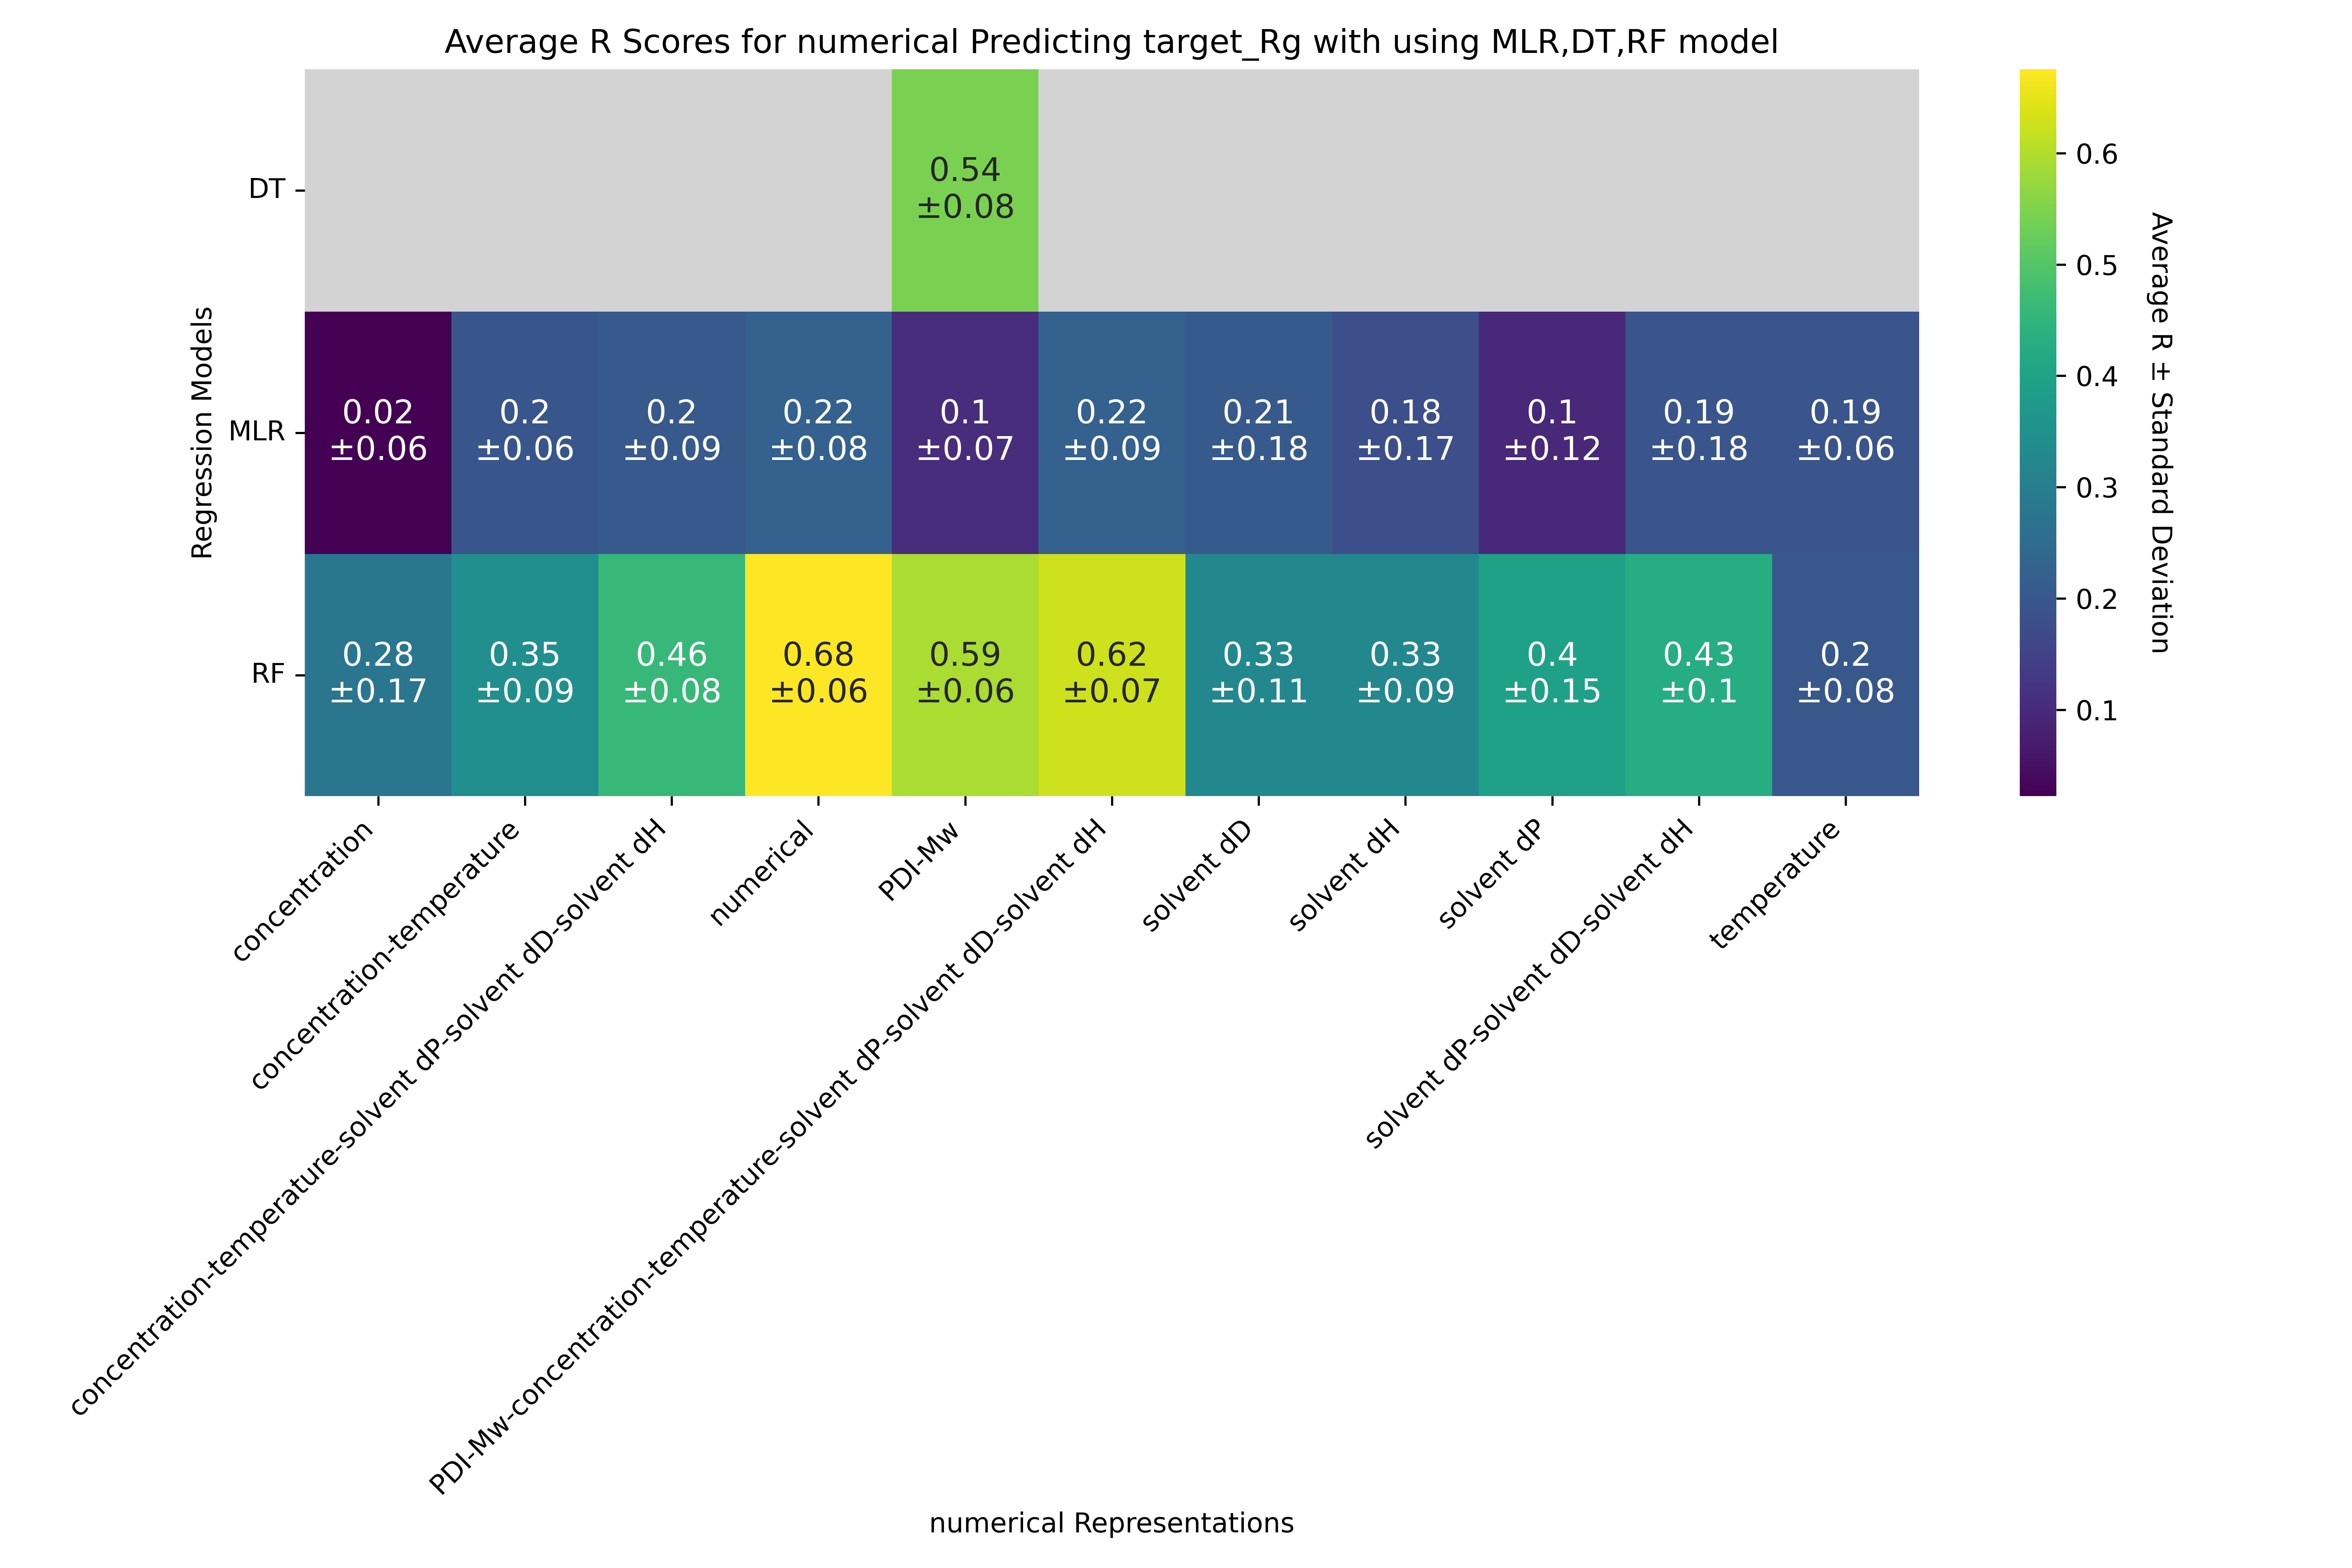 Average R Scores for numerical Predicting target_Rg with using MLR,DT,RF model
Regression Models
DT
0.54
±0.08
MLR
0.02 0.2 0.2 0.22 0.1 0.22 0.21 0.18 0.1 0.19 0.19
±0.06 ±0.06 ±0.09 ±0.08 ±0.07 ±0.09 ±0.18 ±0.17 ±0.12 ±0.18 ±0.06
RF
0.28 0.35 0.46 0.68 0.59 0.62 0.33 0.33 0.4 0.43 0.2
±0.17 ±0.09 ±0.08 ±0.06 ±0.06 ±0.07 ±0.11 ±0.09 ±0.15 ±0.1 ±0.08
concentration
concentration-temperature
concentration-temperature-solvent dP-solvent dD-solvent dH
numerical
PDI-Mw
PDI-Mw-concentration-temperature-solvent dP-solvent dD-solvent dH
solvent dD
solvent dH
solvent dP
solvent dP-solvent dD-solvent dH
temperature
numerical Representations
0.6
0.5
0.4
0.3
0.2
0.1
Average R ± Standard Deviation